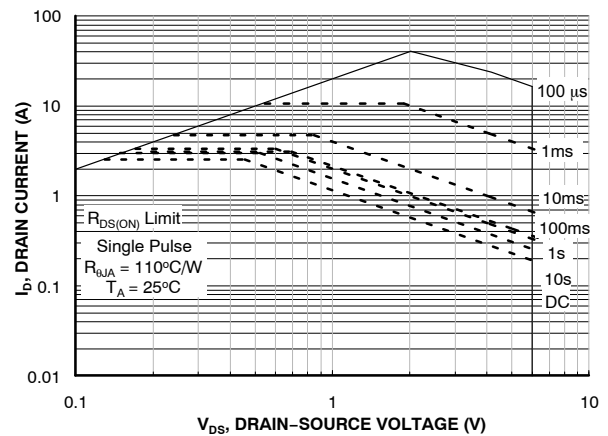 100
10
1
0.1
0.01
I_D, DRAIN CURRENT (A)
100 μs
1ms
10ms
100ms
1s
10s
DC
R_DS(ON) Limit
Single Pulse
R_θJA = 110°C/W
T_A = 25°C
0.1
1
10
V_DS, DRAIN−SOURCE VOLTAGE (V)